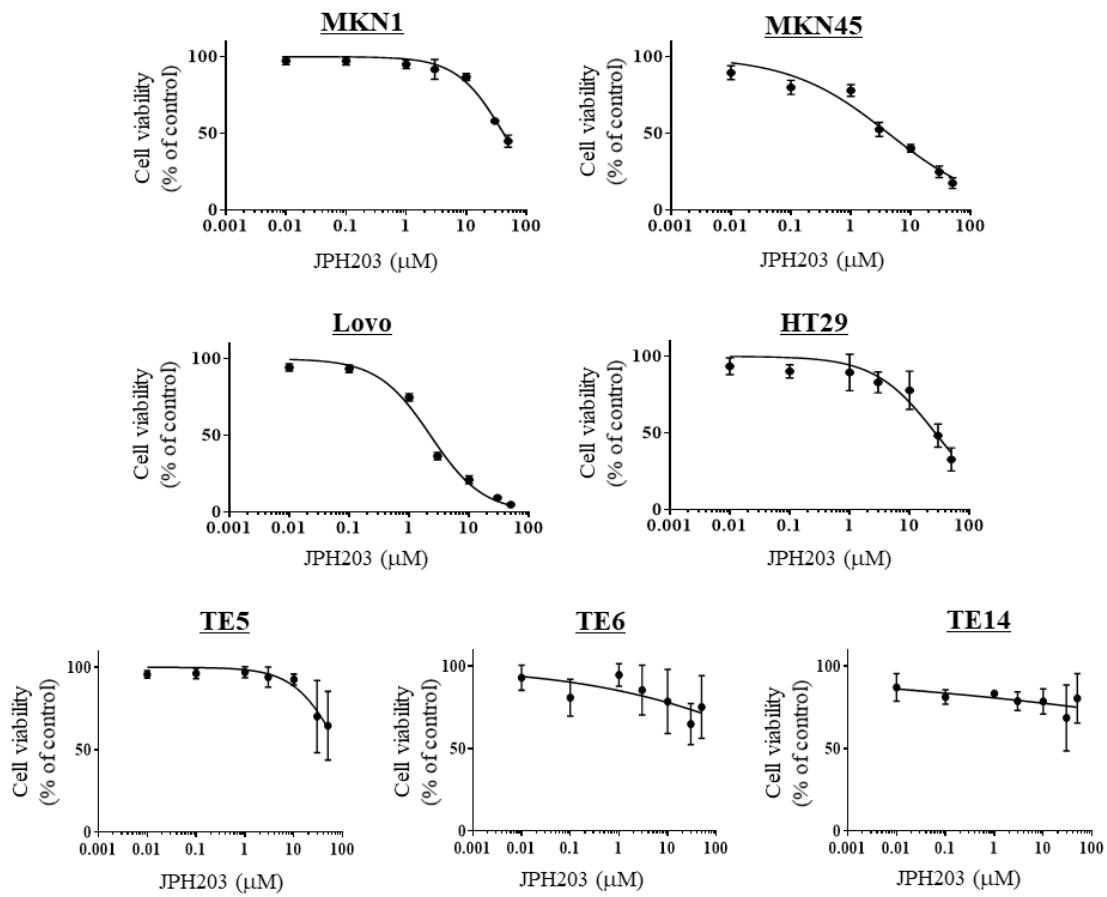 MKN1
MKN45
Cell viability
(% of control)
100
50
0
0.001 0.01 0.1 1 10 100
JPH203 (μM)
Cell viability
(% of control)
100
50
0
0.001 0.01 0.1 1 10 100
JPH203 (μM)
Lovo
HT29
Cell viability
(% of control)
100
50
0
0.001 0.01 0.1 1 10 100
JPH203 (μM)
Cell viability
(% of control)
100
50
0
0.001 0.01 0.1 1 10 100
JPH203 (μM)
TE5
TE6
TE14
Cell viability
(% of control)
100
50
0
0.001 0.01 0.1 1 10 100
JPH203 (μM)
Cell viability
(% of control)
100
50
0
0.001 0.01 0.1 1 10 100
JPH203 (μM)
Cell viability
(% of control)
100
50
0
0.001 0.01 0.1 1 10 100
JPH203 (μM)